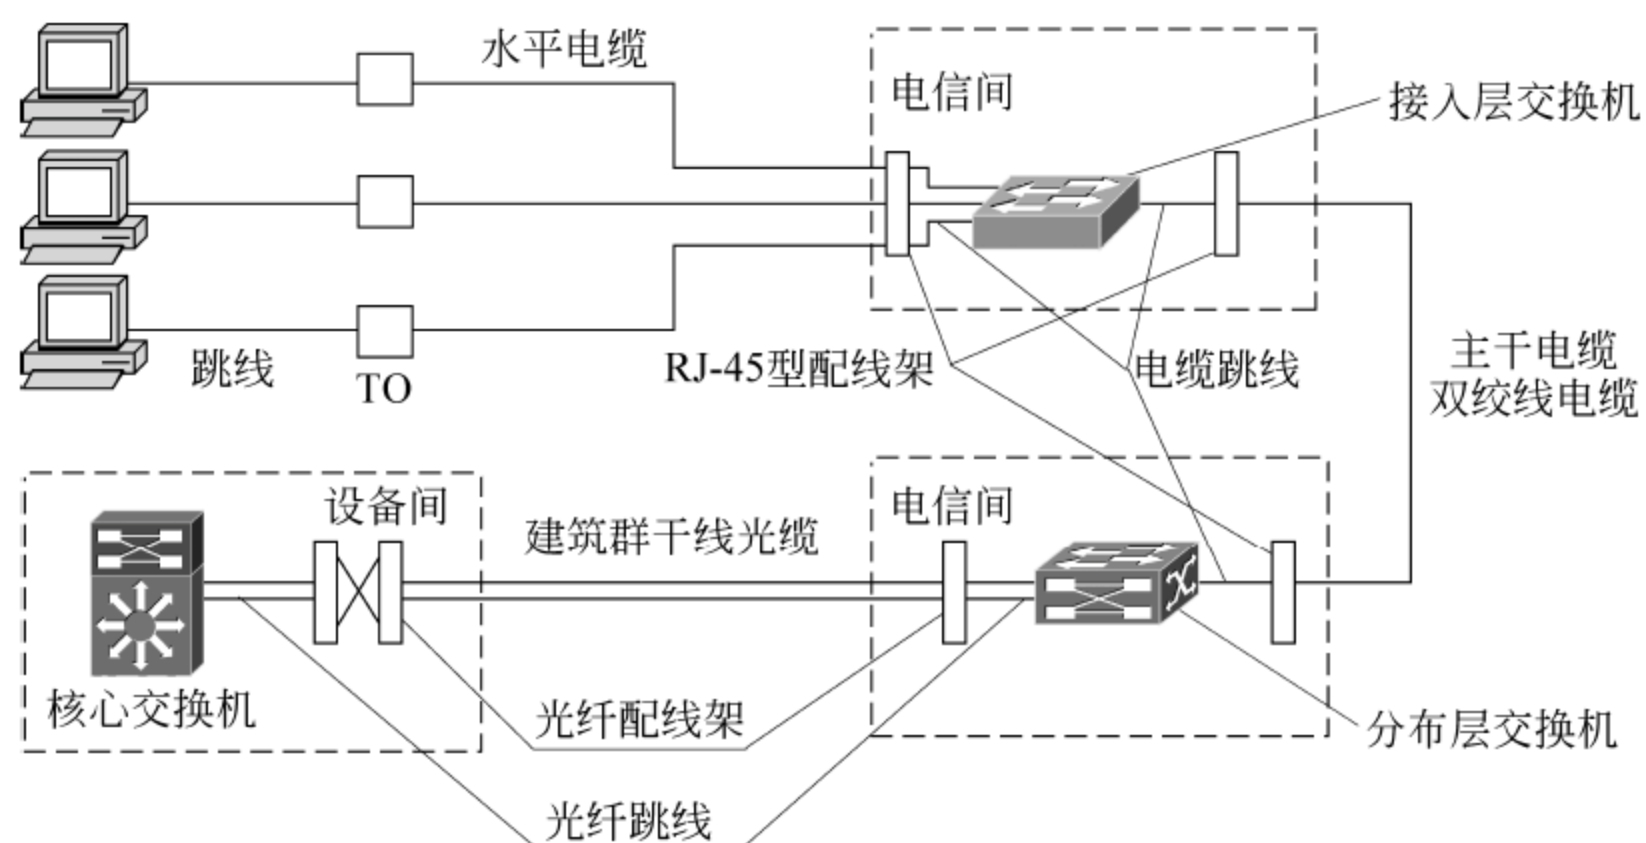 水平电缆
电信间
接入层交换机
跳线
TO
RJ-45型配线架
电缆跳线
主干电缆
双绞线电缆
设备间
建筑群干线光缆
电信间
核心交换机
光纤配线架
分布层交换机
光纤跳线